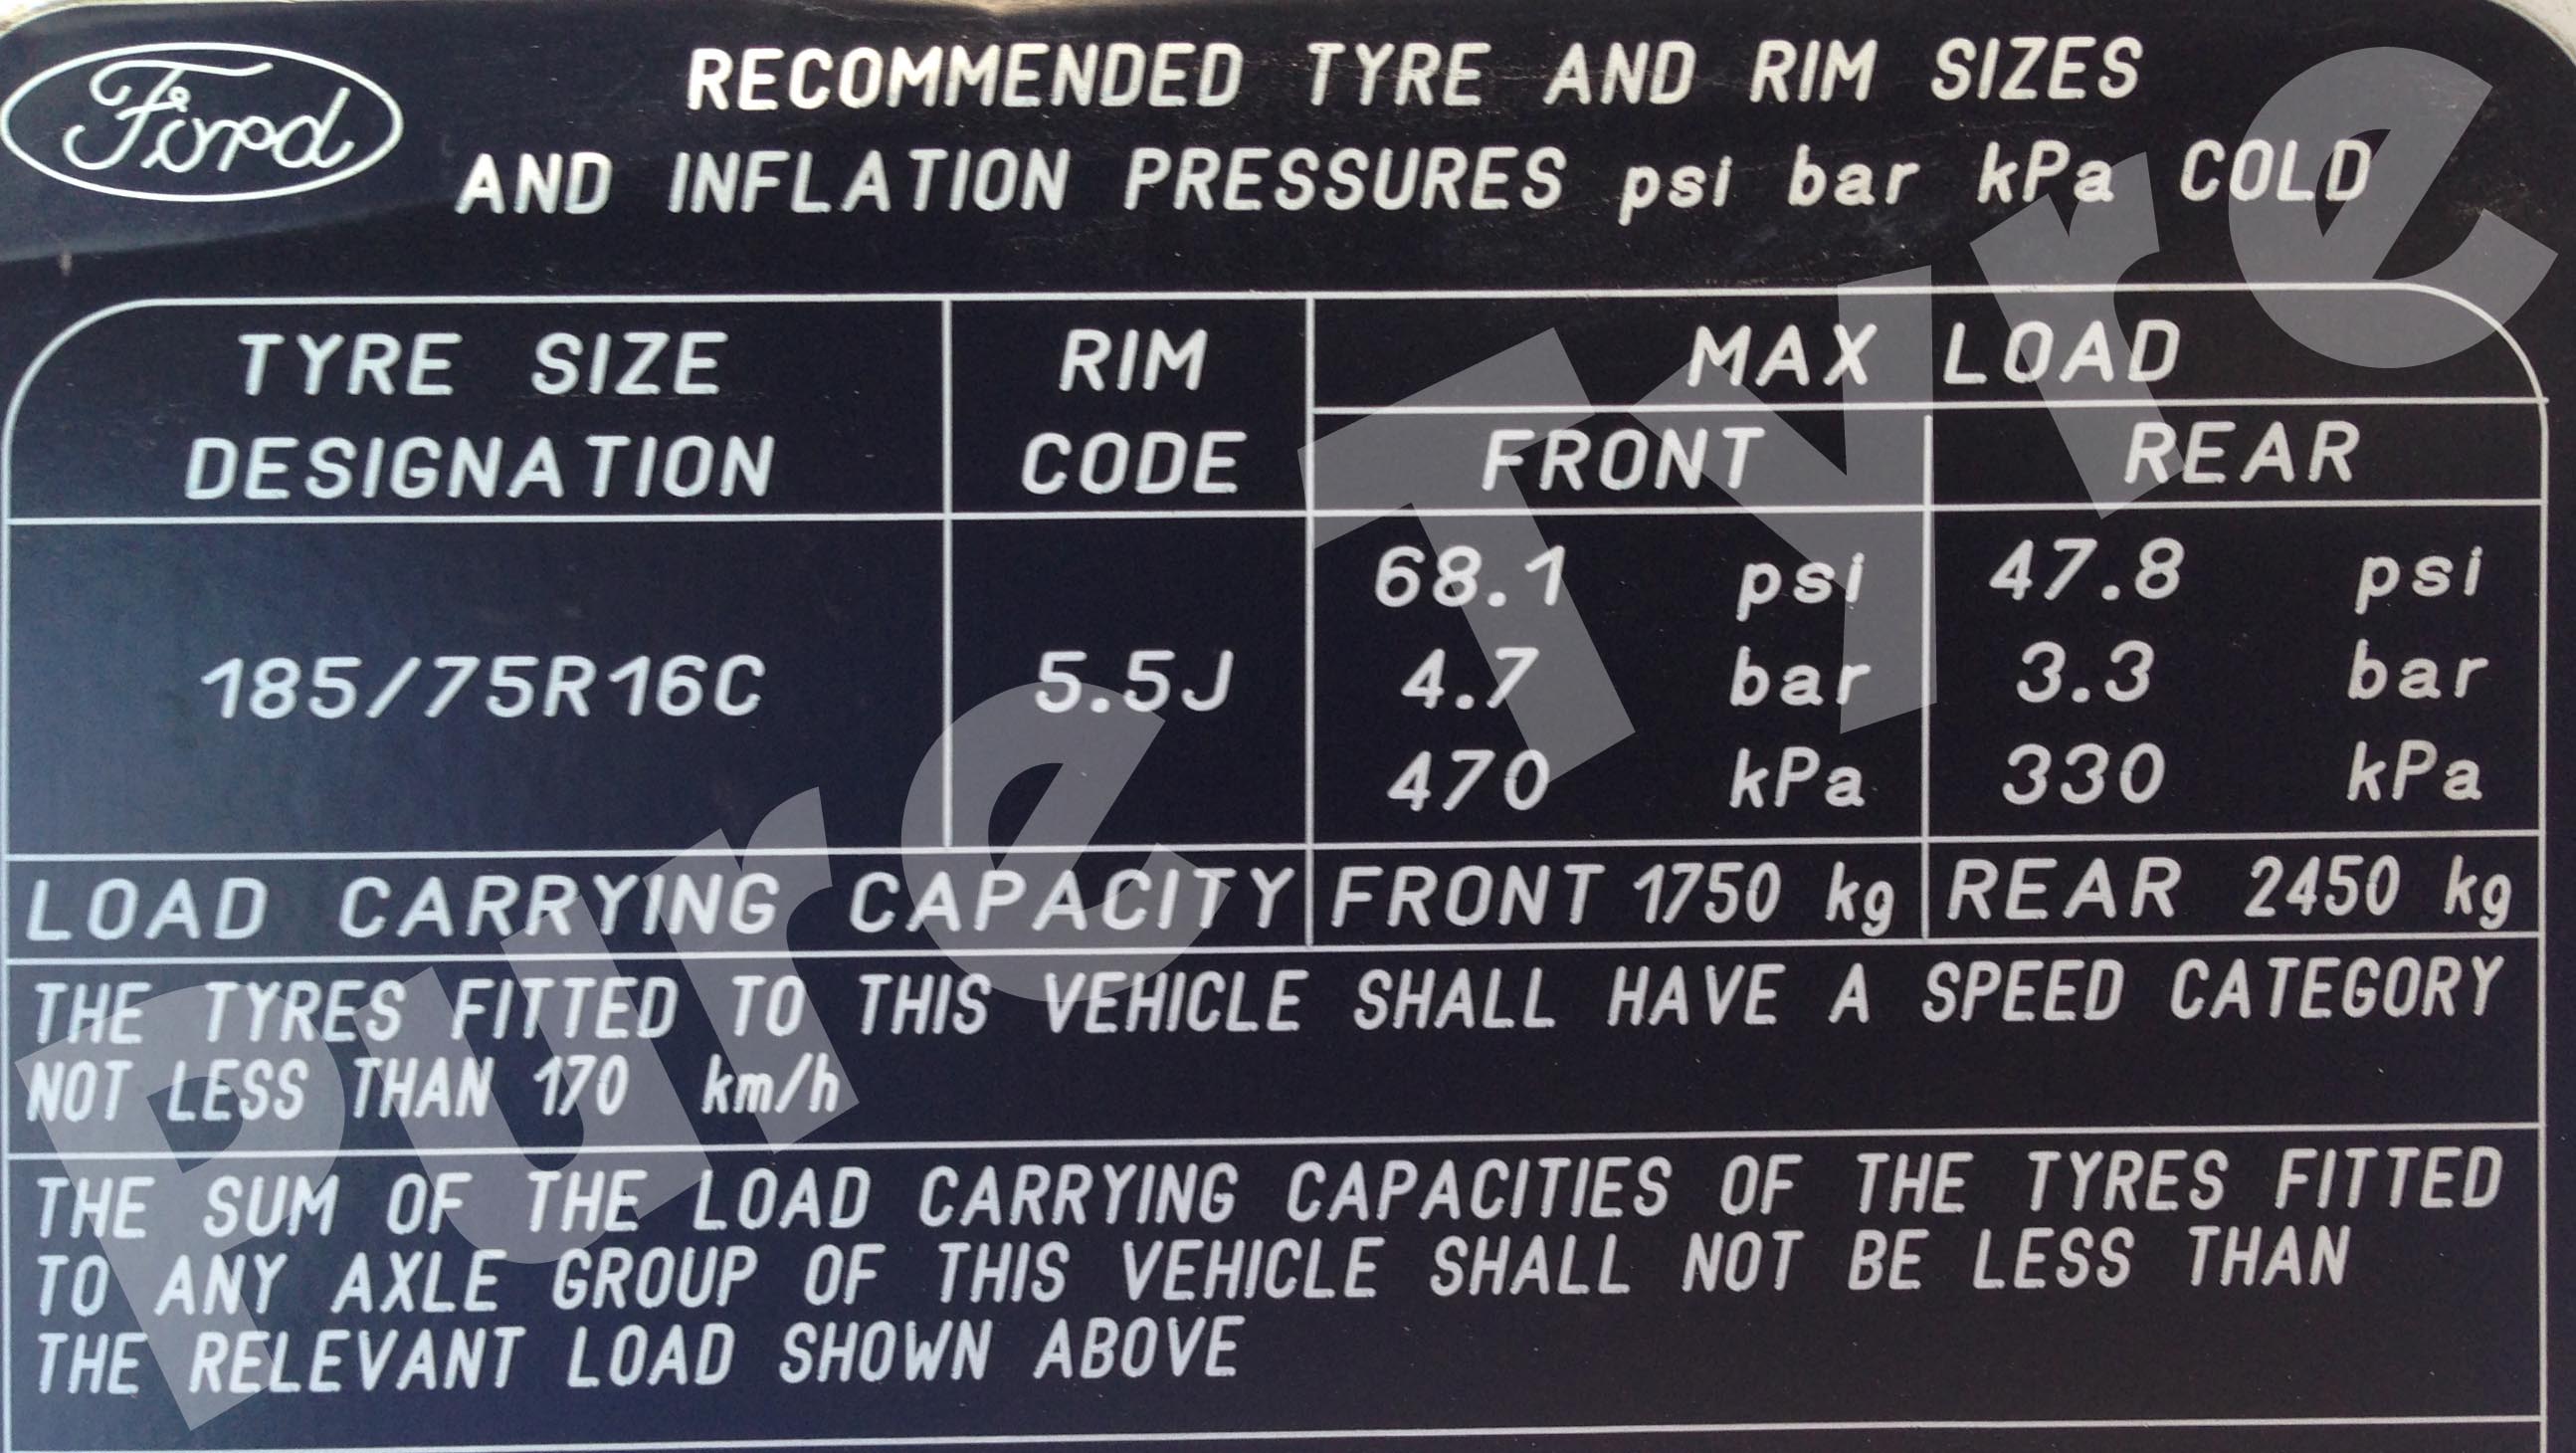 Ford
RECOMMENDED TYRE AND RIM SIZES
AND INFLATION PRESSURES psi bar kPa COLD
TYRE SIZE DESIGNATION
RIM CODE
MAX LOAD
FRONT REAR
68.1 psi 47.8 psi
185/75R16C 5.5J 4.7 bar 3.3 bar
470 kPa 330 kPa
LOAD CARRYING CAPACITY FRONT 1750 kg REAR 2450 kg
THE TYRES FITTED TO THIS VEHICLE SHALL HAVE A SPEED CATEGORY
NOT LESS THAN 170 km/h
THE SUM OF THE LOAD CARRYING CAPACITIES OF THE TYRES FITTED
TO ANY AXLE GROUP OF THIS VEHICLE SHALL NOT BE LESS THAN
THE RELEVANT LOAD SHOWN ABOVE
Pure Tyre